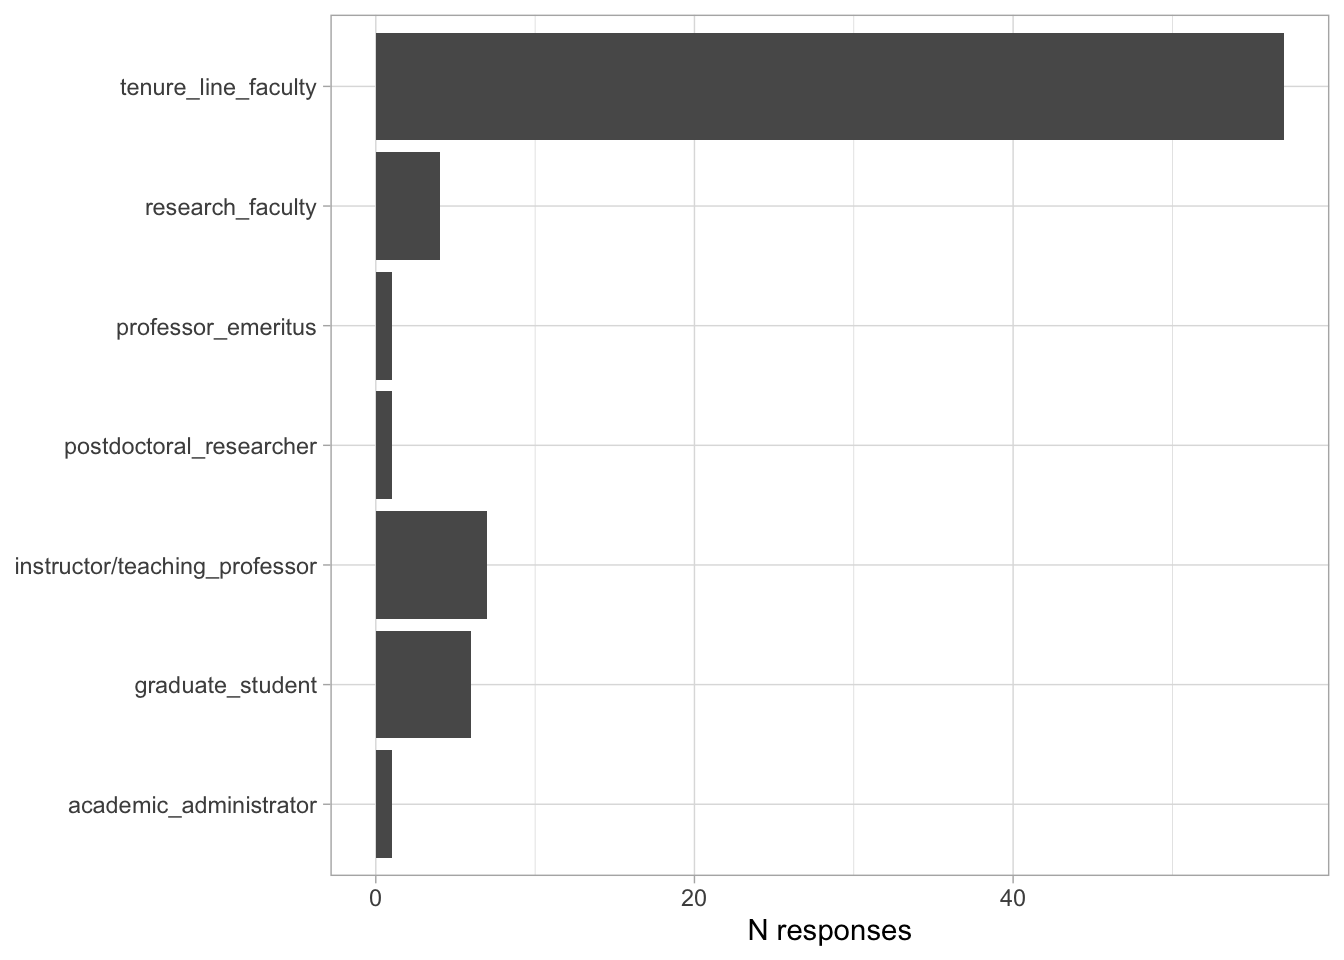 tenure_line_faculty
research_faculty
professor_emeritus
postdoctoral_researcher
instructor/teaching_professor
graduate_student
academic_administrator
0 20 40
N responses